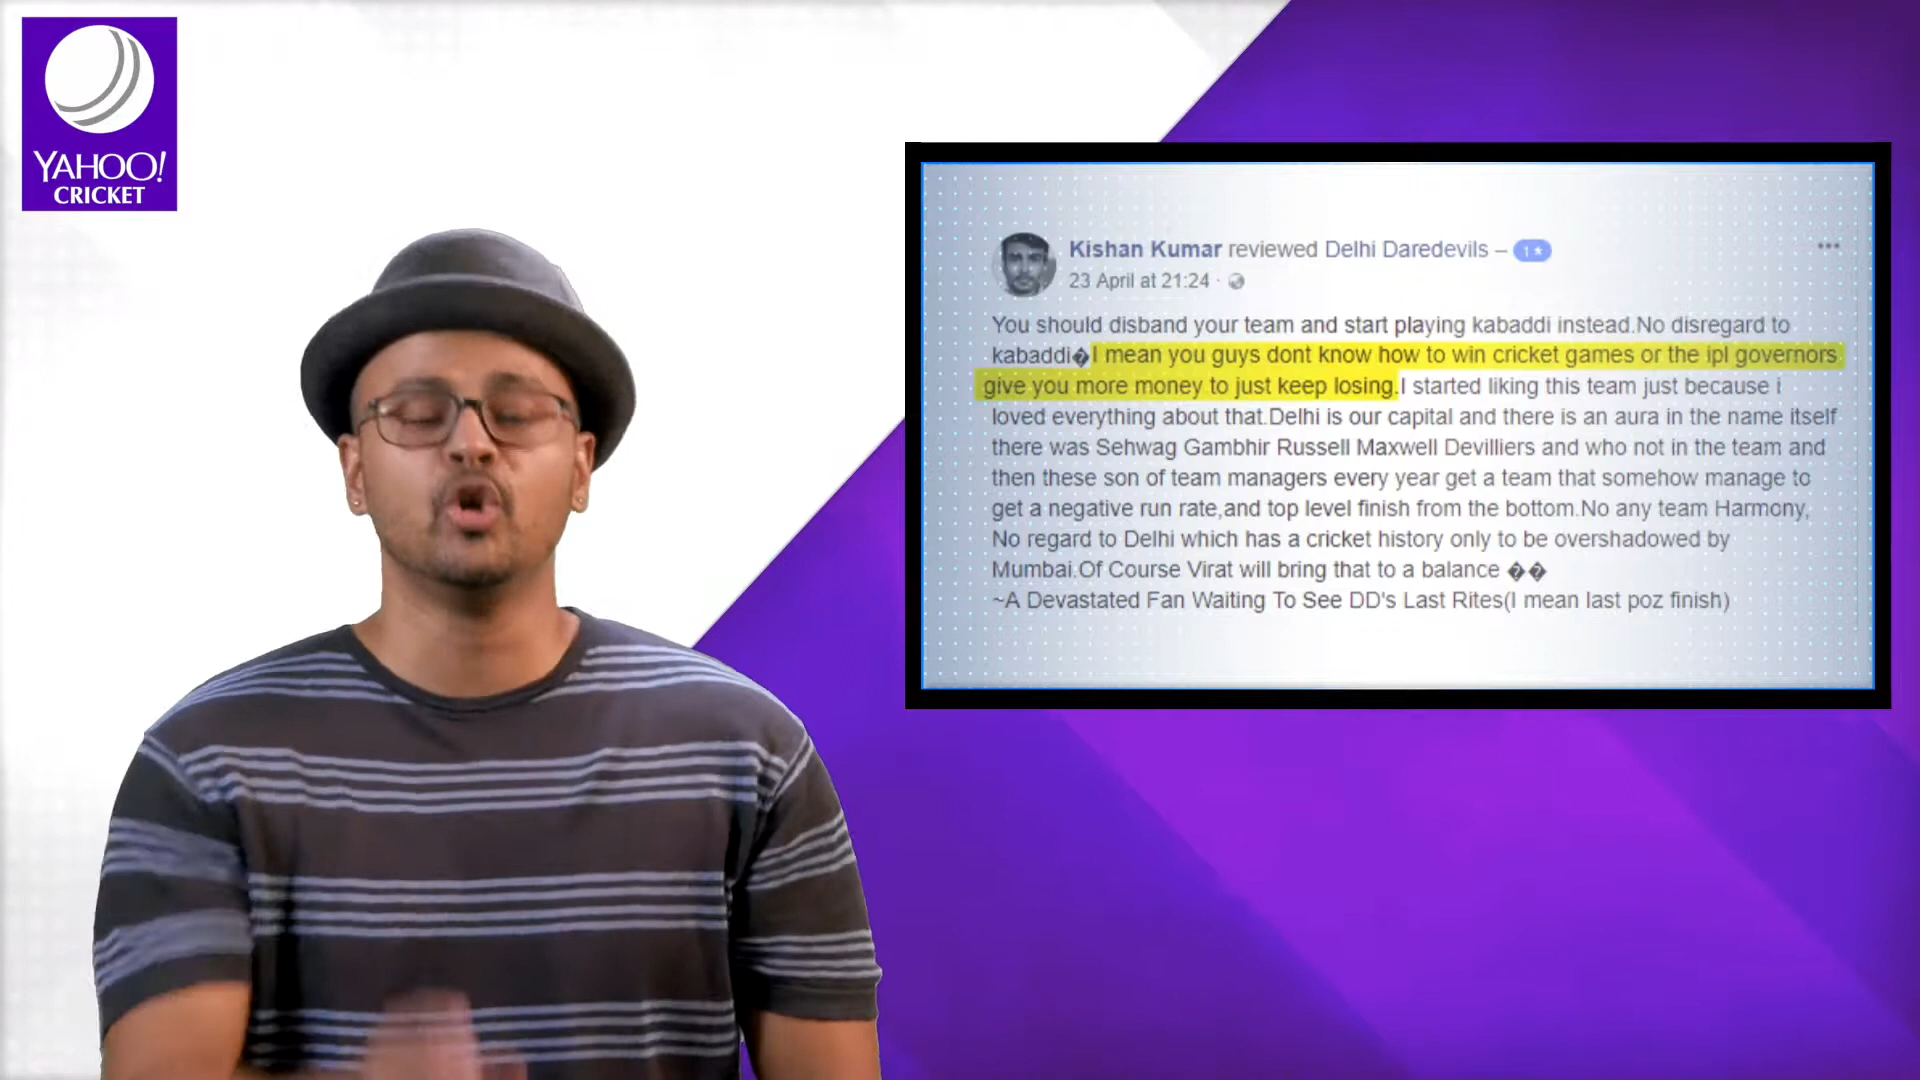 YAHOO!
CRICKET
Kishan Kumar reviewed Delhi Daredevils – 1★
23 April at 21:24 ·
You should disband your team and start playing kabaddi instead.No disregard to
kabaddi�I mean you guys dont know how to win cricket games or the ipl governors
give you more money to just keep losing.I started liking this team just because i
loved everything about that.Delhi is our capital and there is an aura in the name itself
there was Sehwag Gambhir Russell Maxwell Devilliers and who not in the team and
then these son of team managers every year get a team that somehow manage to
get a negative run rate,and top level finish from the bottom.No any team Harmony,
No regard to Delhi which has a cricket history only to be overshadowed by
Mumbai.Of Course Virat will bring that to a balance ��
~A Devastated Fan Waiting To See DD's Last Rites(I mean last poz finish)